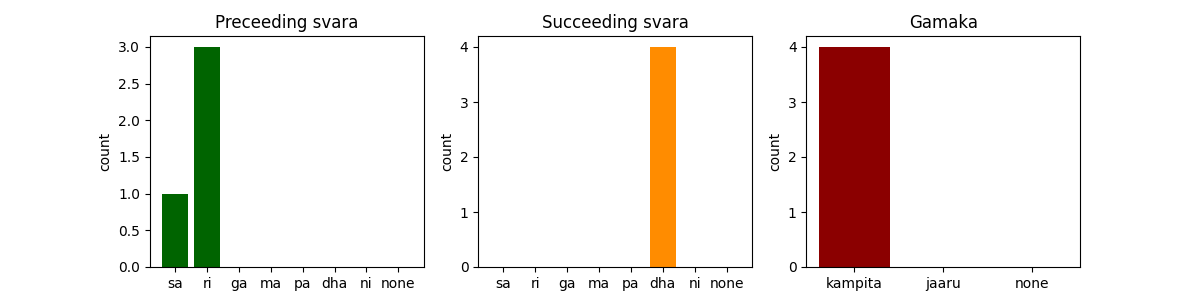 Preceeding svara
count
3.0
2.5
2.0
1.5
1.0
0.5
0.0
sa ri ga ma pa dha ni none
Succeeding svara
count
4
3
2
1
0
sa ri ga ma pa dha ni none
Gamaka
count
4
3
2
1
0
kampita jaaru none